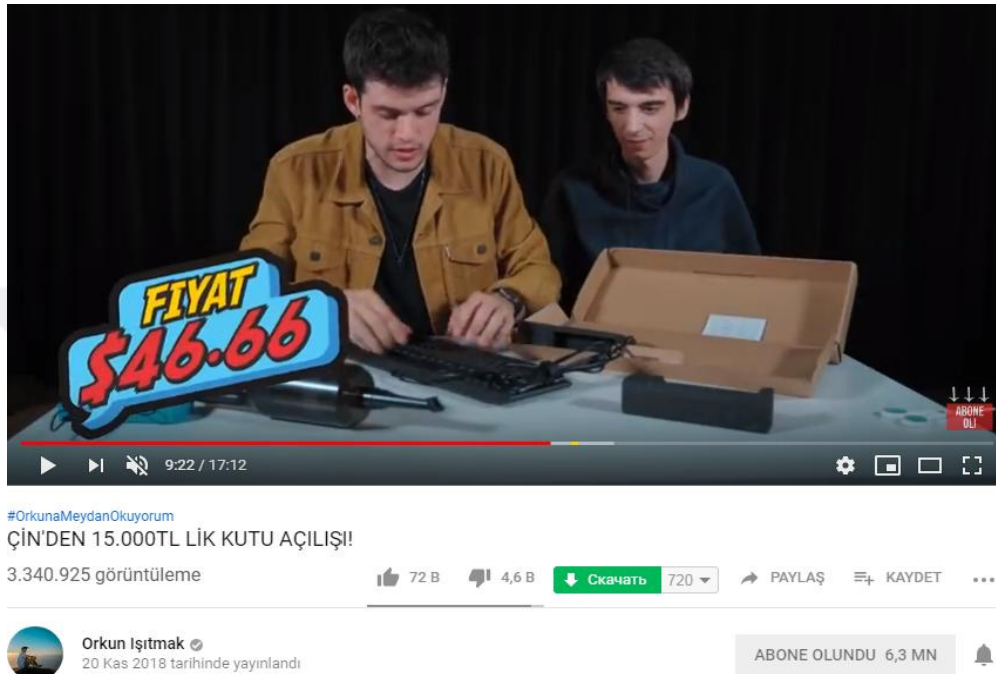 FIYAT
$46.66
↓ ↓ ↓
ABONE
OL!
9:22 / 17:12
#OrkunaMeydanOkuyorum
ÇİN'DEN 15.000TL LİK KUTU AÇILIŞI!
3.340.925 görüntüleme
72 B 4,6 B Скачать 720 PAYLAŞ KAYDET
Orkun Işıtmak
20 Kas 2018 tarihinde yayınlandı
ABONE OLUNDU 6,3 MN